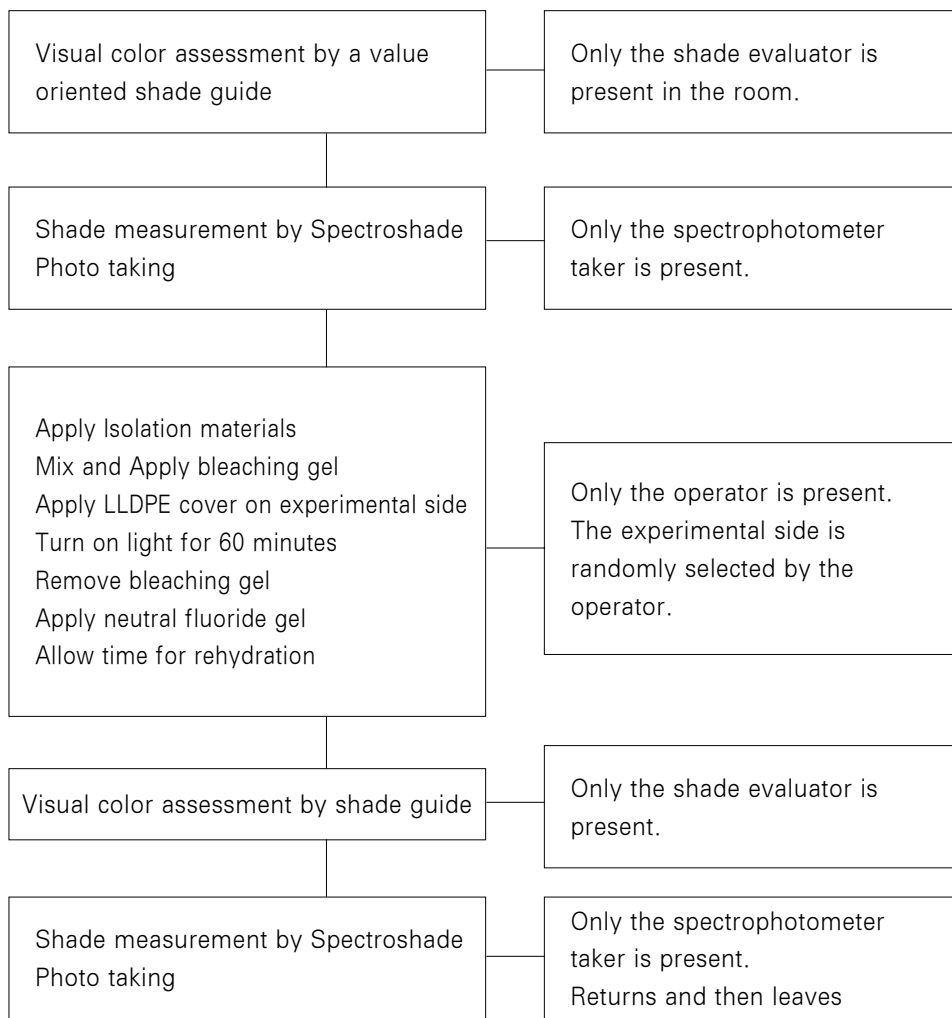 Visual color assessment by a value
oriented shade guide
Only the shade evaluator is
present in the room.
Shade measurement by Spectroshade
Photo taking
Only the spectrophotometer
taker is present.
Apply Isolation materials
Mix and Apply bleaching gel
Apply LLDPE cover on experimental side
Turn on light for 60 minutes
Remove bleaching gel
Apply neutral fluoride gel
Allow time for rehydration
Only the operator is present.
The experimental side is
randomly selected by the
operator.
Visual color assessment by shade guide
Only the shade evaluator is
present.
Shade measurement by Spectroshade
Photo taking
Only the spectrophotometer
taker is present.
Returns and then leaves